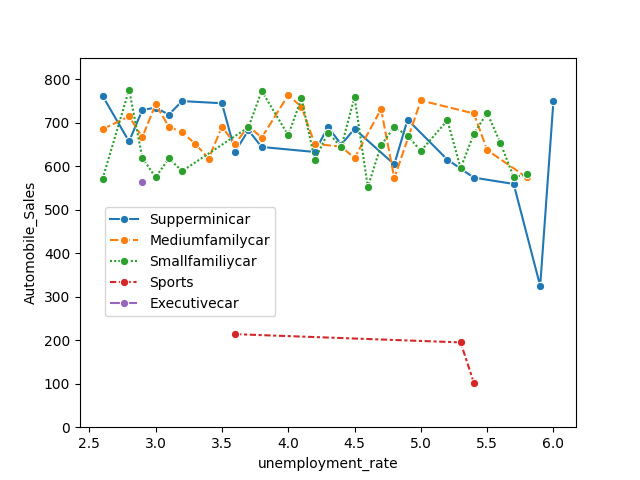 800
700
600
500
400
300
200
100
0
Automobile_Sales
Supperminicar
Mediumfamilycar
Smallfamiliycar
Sports
Executivecar
2.5 3.0 3.5 4.0 4.5 5.0 5.5 6.0
unemployment_rate